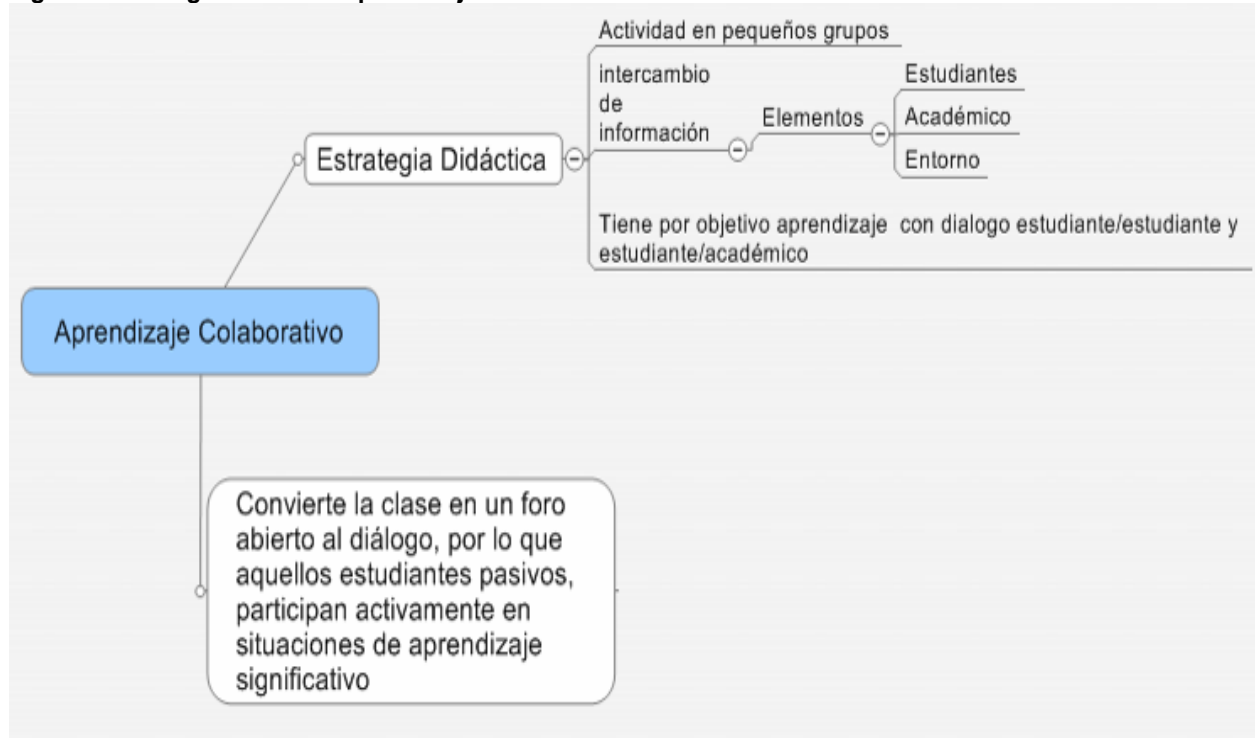 Actividad en pequeños grupos
intercambio
de
información
Elementos
Estudiantes
Académico
Entorno
Estrategia Didáctica
Tiene por objetivo aprendizaje con dialogo estudiante/estudiante y
estudiante/académico
Aprendizaje Colaborativo
Convierte la clase en un foro
abierto al diálogo, por lo que
aquellos estudiantes pasivos,
participan activamente en
situaciones de aprendizaje
significativo